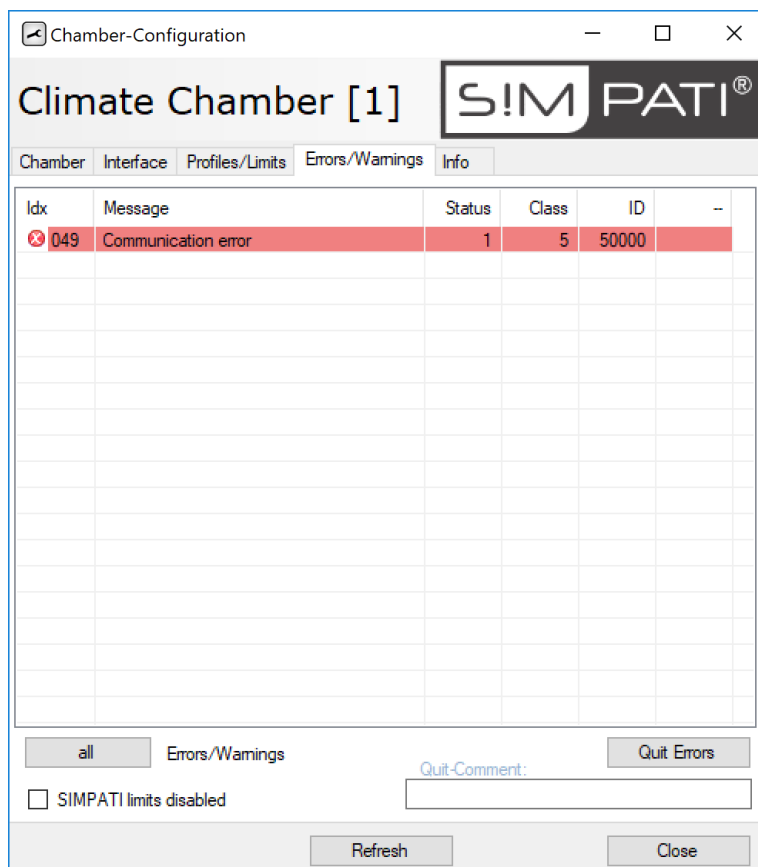 Chamber-Configuration
Climate Chamber [1]
S!MPATI®
Chamber Interface Profiles/Limits Errors/Warnings Info
Idx Message Status Class ID --
049 Communication error 1 5 50000
all Errors/Warnings Quit Errors
Quit-Comment:
SIMPATI limits disabled
Refresh Close